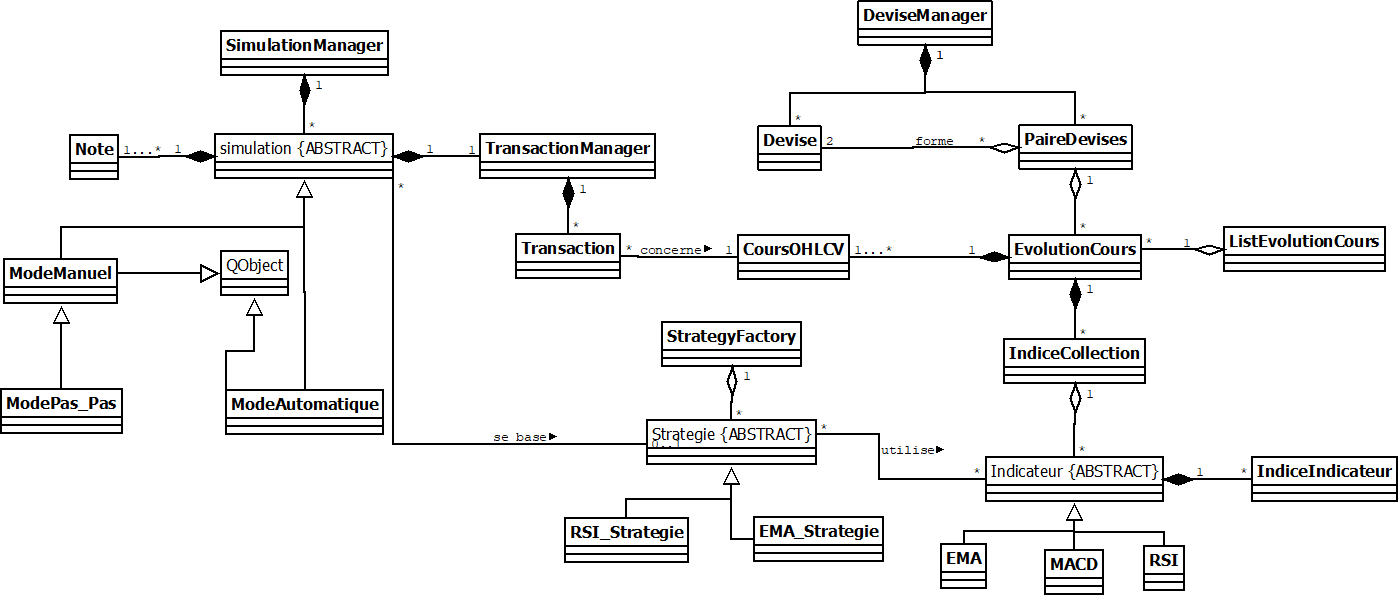 DeviseManager
1
SimulationManager
1
*
*
*
Note
1...*
1
simulation {ABSTRACT}
1
1
TransactionManager
*
1
*
Devise
2
forme
*
PaireDevises
1
*
Transaction
*
concerne
1
CoursOHLCV
1...*
1
EvolutionCours
*
1
ListEvolutionCours
1
*
ModeManuel
QObject
StrategyFactory
1
*
IndiceCollection
1
*
ModePas_Pas
ModeAutomatique
se base
0..1
Strategie {ABSTRACT}
*
utilise
*
Indicateur {ABSTRACT}
1
*
IndiceIndicateur
RSI_Strategie
EMA_Strategie
EMA
MACD
RSI